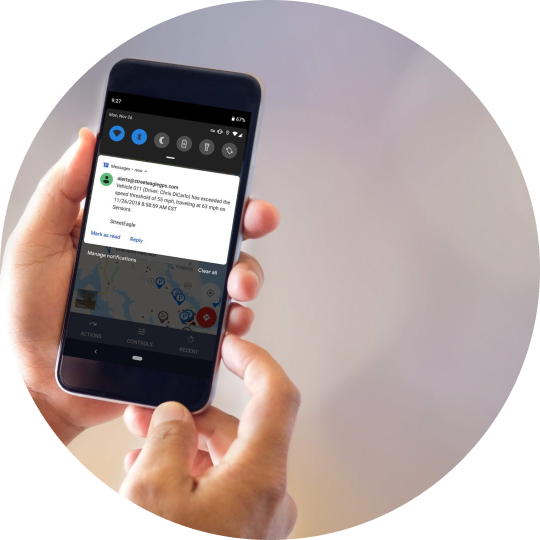 9:27
67%
Mon, Nov 26
Messages • now
alerts@streeteaglegps.com
Vehicle 011 (Driver: Chris DiCarlo) has exceeded the
speed threshold of 55 mph, traveling at 63 mph on
11/26/2018 8:58:59 AM EST
Sensors:
StreetEagle
Mark as read Reply
Manage notifications
Clear all
ACTIONS
CONTROLS
RECENT